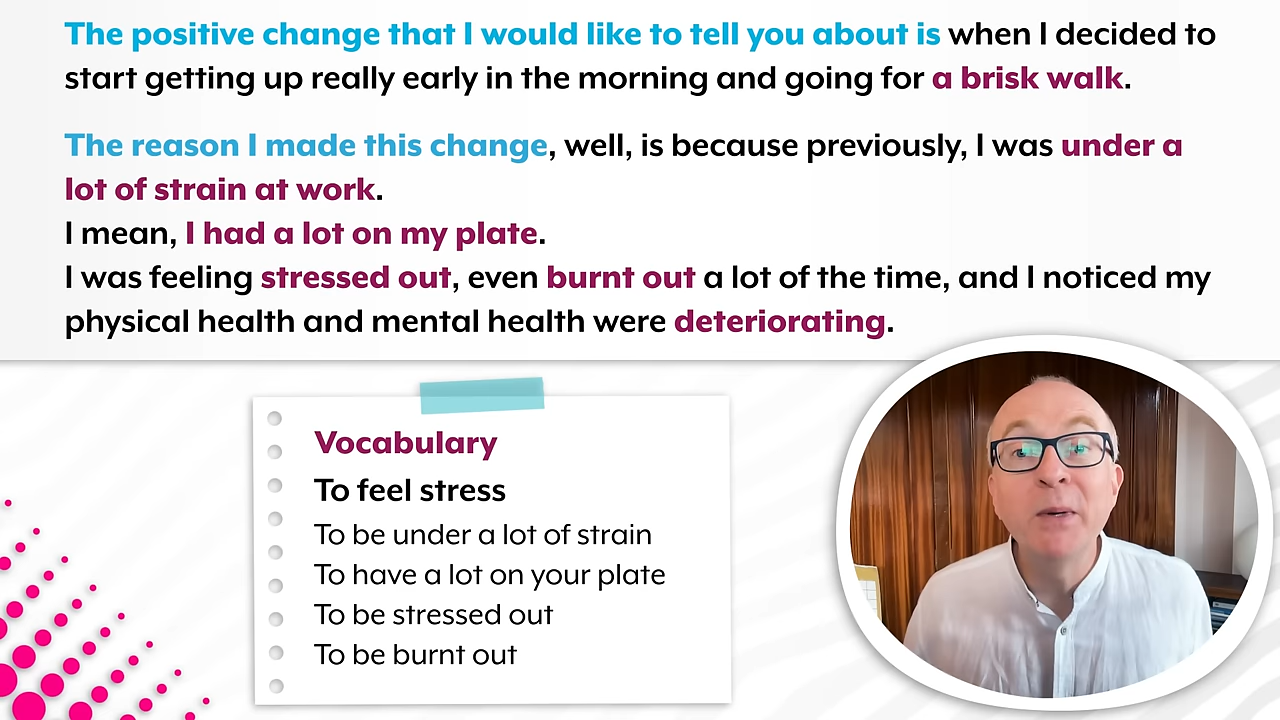 The positive change that I would like to tell you about is when I decided to
start getting up really early in the morning and going for a brisk walk.
The reason I made this change, well, is because previously, I was under a
lot of strain at work.
I mean, I had a lot on my plate.
I was feeling stressed out, even burnt out a lot of the time, and I noticed my
physical health and mental health were deteriorating.
Vocabulary
To feel stress
To be under a lot of strain
To have a lot on your plate
To be stressed out
To be burnt out